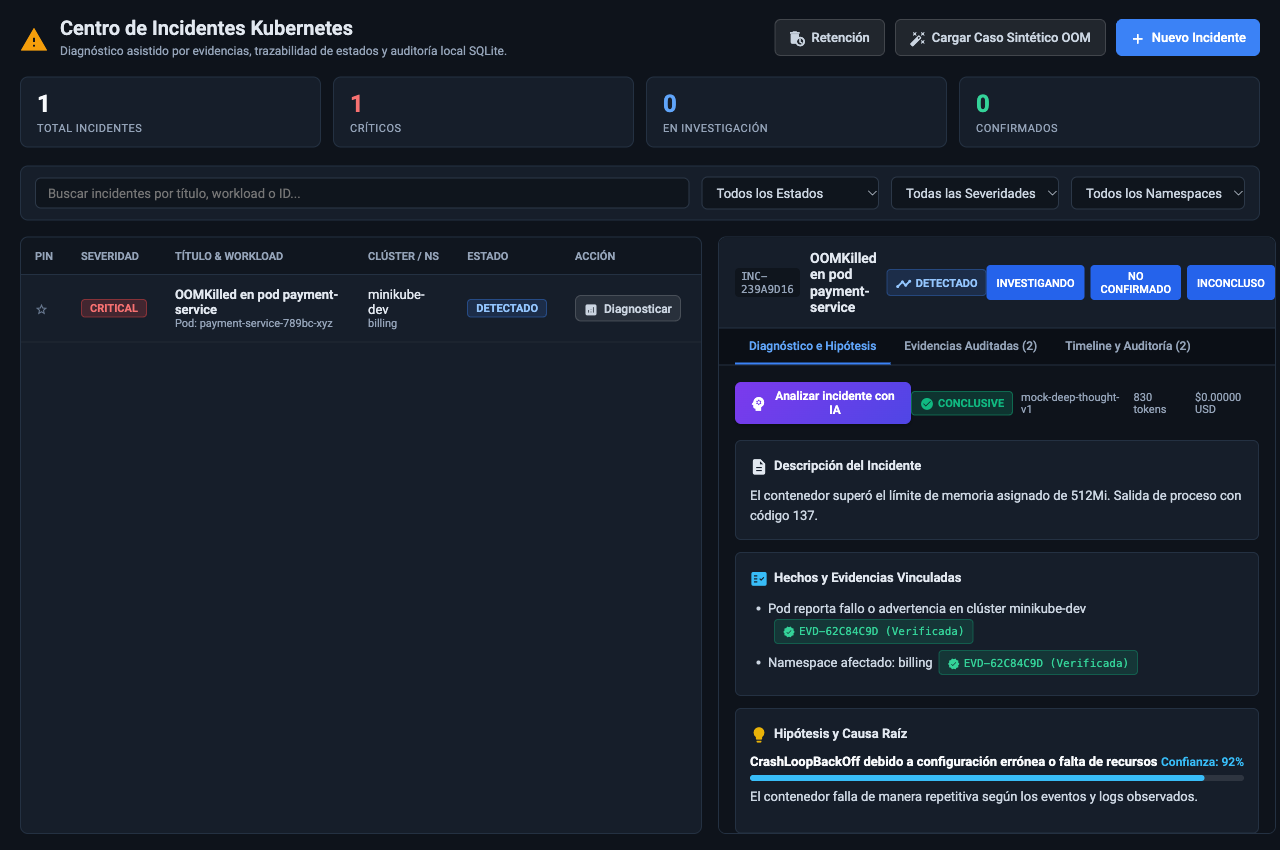 Centro de Incidentes Kubernetes
Diagnóstico asistido por evidencias, trazabilidad de estados y auditoría local SQLite.
Retención
Cargar Caso Sintético OOM
+ Nuevo Incidente
1
TOTAL INCIDENTES
1
CRÍTICOS
0
EN INVESTIGACIÓN
0
CONFIRMADOS
Buscar incidentes por título, workload o ID...
Todos los Estados
Todas las Severidades
Todos los Namespaces
PIN SEVERIDAD TÍTULO & WORKLOAD CLÚSTER / NS ESTADO ACCIÓN
CRITICAL
OOMKilled en pod payment-
service
Pod: payment-service-789bc-xyz
minikube-
dev
billing
DETECTADO
Diagnosticar
INC-
239A9D16
OOMKilled
en pod
payment-
service
DETECTADO
INVESTIGANDO
NO
CONFIRMADO
INCONCLUSO
Diagnóstico e Hipótesis
Evidencias Auditadas (2)
Timeline y Auditoría (2)
Analizar incidente con
IA
CONCLUSIVE
mock-deep-thought-
v1
830
tokens
$0.00000
USD
Descripción del Incidente
El contenedor superó el límite de memoria asignado de 512Mi. Salida de proceso con
código 137.
Hechos y Evidencias Vinculadas
• Pod reporta fallo o advertencia en clúster minikube-dev
EVD-62C84C9D (Verificada)
• Namespace afectado: billing EVD-62C84C9D (Verificada)
Hipótesis y Causa Raíz
CrashLoopBackOff debido a configuración errónea o falta de recursos Confianza: 92%
El contenedor falla de manera repetitiva según los eventos y logs observados.